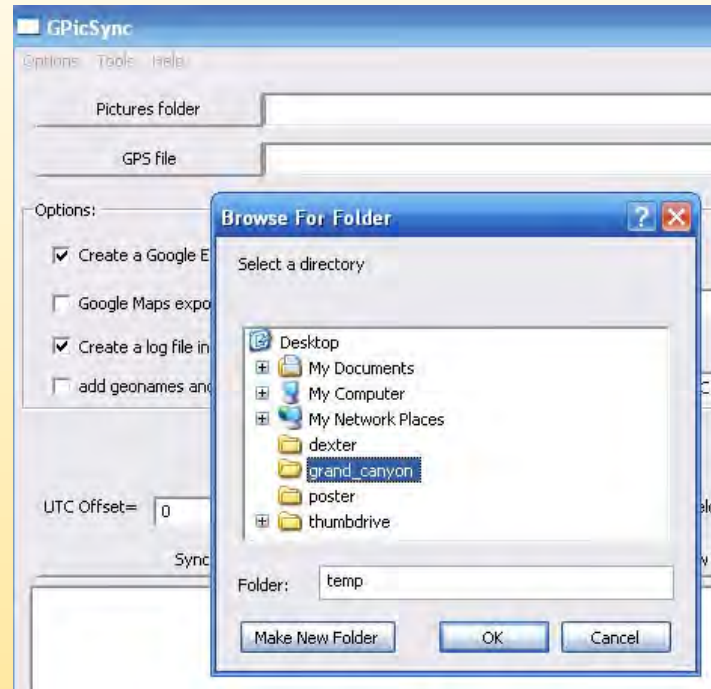 GPicSync
Options Tools Help
Pictures folder
GPS file
Options:
Browse For Folder
Create a Google E
Select a directory
Google Maps expo
Desktop
Create a log file in
My Documents
add geonames and
My Computer
My Network Places
dexter
grand_canyon
poster
UTC Offset= 0
thumbdrive
Sync
Folder: temp
Make New Folder OK Cancel